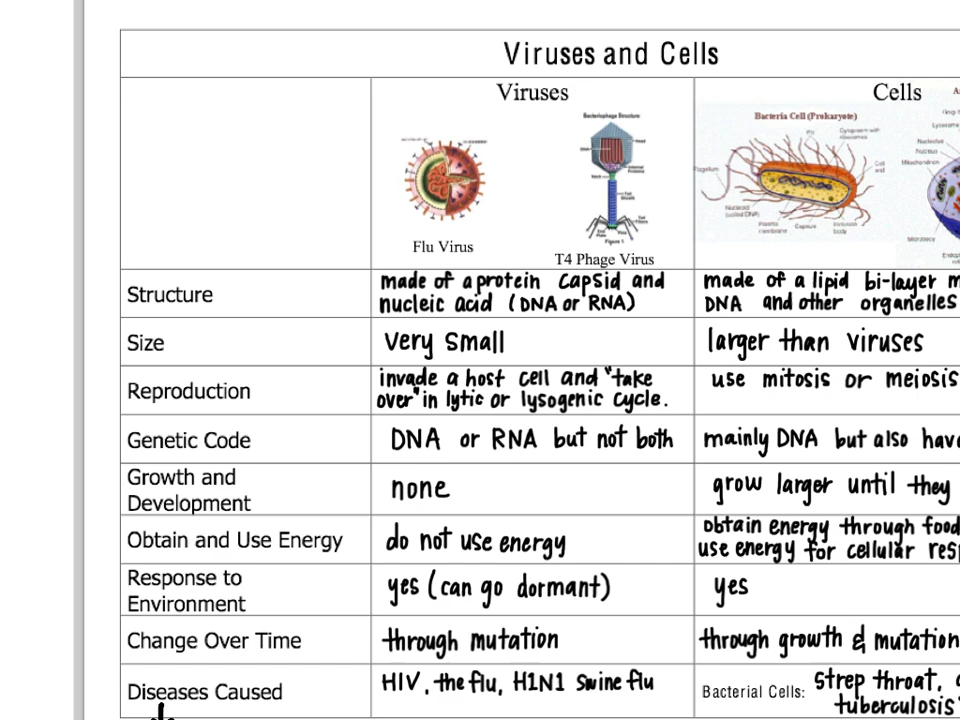 Viruses and Cells
Viruses
Cells
Bacteriophage Structure
Bacteria Cell (Prokaryote)
Flu Virus
T4 Phage Virus
Figure 1
Structure
made of a protein capsid and
nucleic acid (DNA or RNA)
made of a lipid bi-layer
DNA and other organelles
Size
very small
larger than viruses
Reproduction
invade a host cell and "take
over" in lytic or lysogenic cycle.
use mitosis or meiosis
Genetic Code
DNA or RNA but not both
mainly DNA but also have
Growth and
Development
none
grow larger until they
Obtain and Use Energy
do not use energy
obtain energy through food
use energy for cellular
Response to
Environment
yes (can go dormant)
yes
Change Over Time
through mutation
through growth & mutation
Diseases Caused
HIV, the flu, H1N1 Swine flu
Bacterial Cells: Strep throat,
tuberculosis